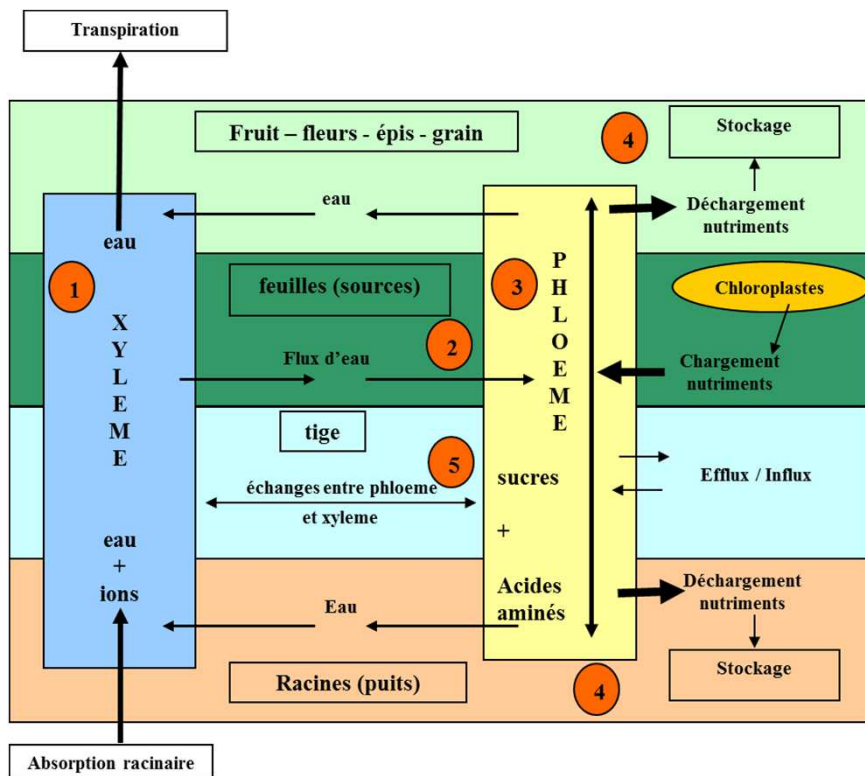 Transpiration
Fruit – fleurs - épis - grain
4
Stockage
eau
Déchargement
nutriments
eau
1
feuilles (sources)
3
P
H
L
O
E
M
E
Chloroplastes
X
Y
L
E
M
E
2
Flux d'eau
Chargement
nutriments
tige
5
échanges entre phloeme
et xyleme
sucres
+
Acides
aminés
Efflux / Influx
eau
+
ions
Eau
Déchargement
nutriments
Racines (puits)
4
Stockage
Absorption racinaire